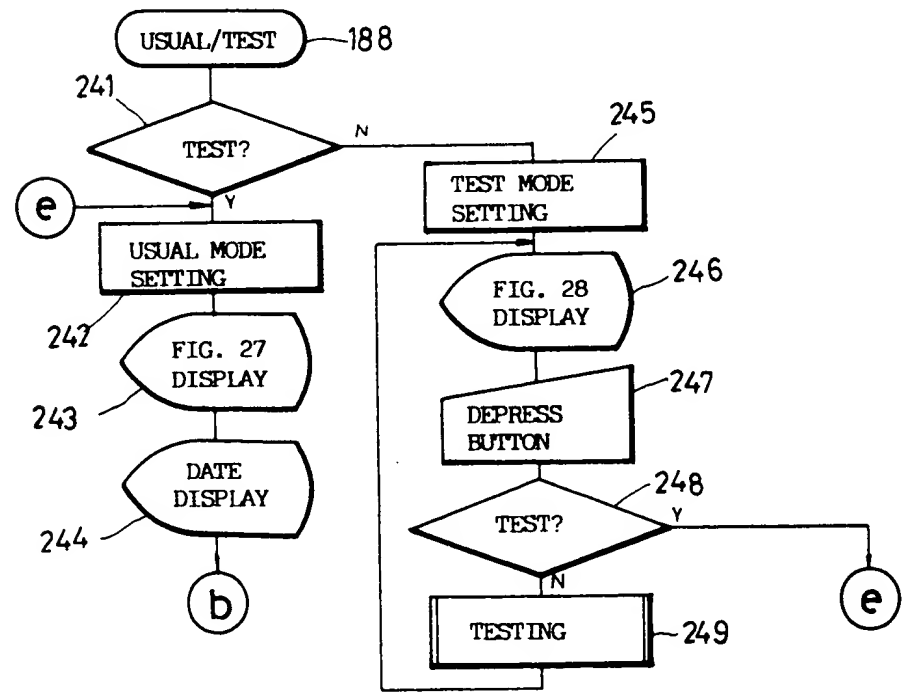 USUAL/TEST
188
241
TEST?
N
Y
e
USUAL MODE
SETTING
242
FIG. 27
DISPLAY
243
DATE
DISPLAY
244
b
245
TEST MODE
SETTING
FIG. 28
DISPLAY
246
247
DEPRESS
BUTTON
248
TEST?
Y
N
e
TESTING
249